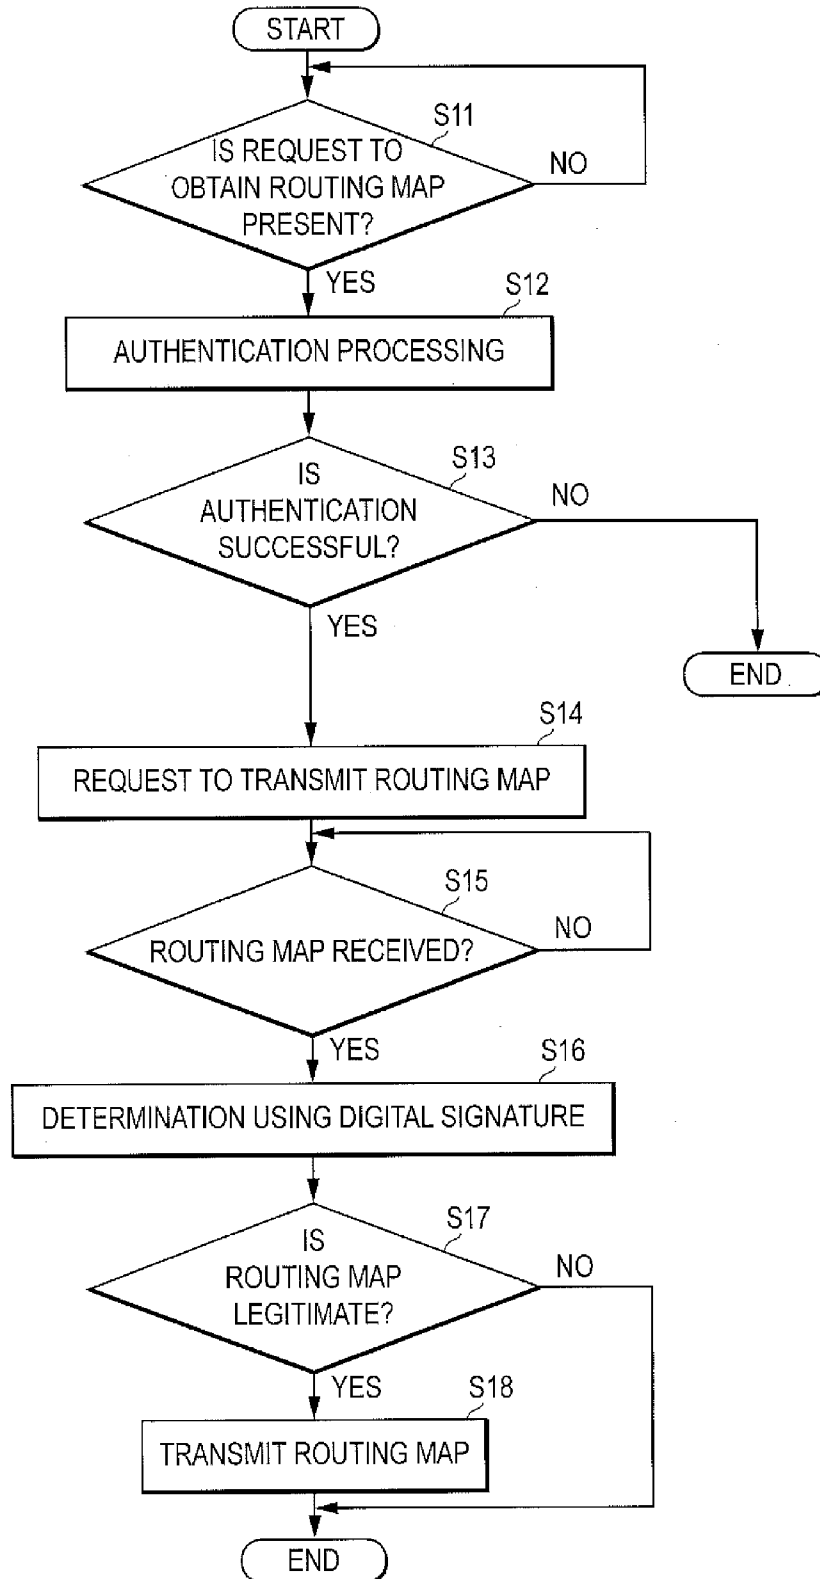 START
S11
IS REQUEST TO
OBTAIN ROUTING MAP
PRESENT?
NO
YES
S12
AUTHENTICATION PROCESSING
S13
IS
AUTHENTICATION
SUCCESSFUL?
NO
YES
END
S14
REQUEST TO TRANSMIT ROUTING MAP
S15
ROUTING MAP RECEIVED?
NO
YES
S16
DETERMINATION USING DIGITAL SIGNATURE
S17
IS
ROUTING MAP
LEGITIMATE?
NO
YES
S18
TRANSMIT ROUTING MAP
END